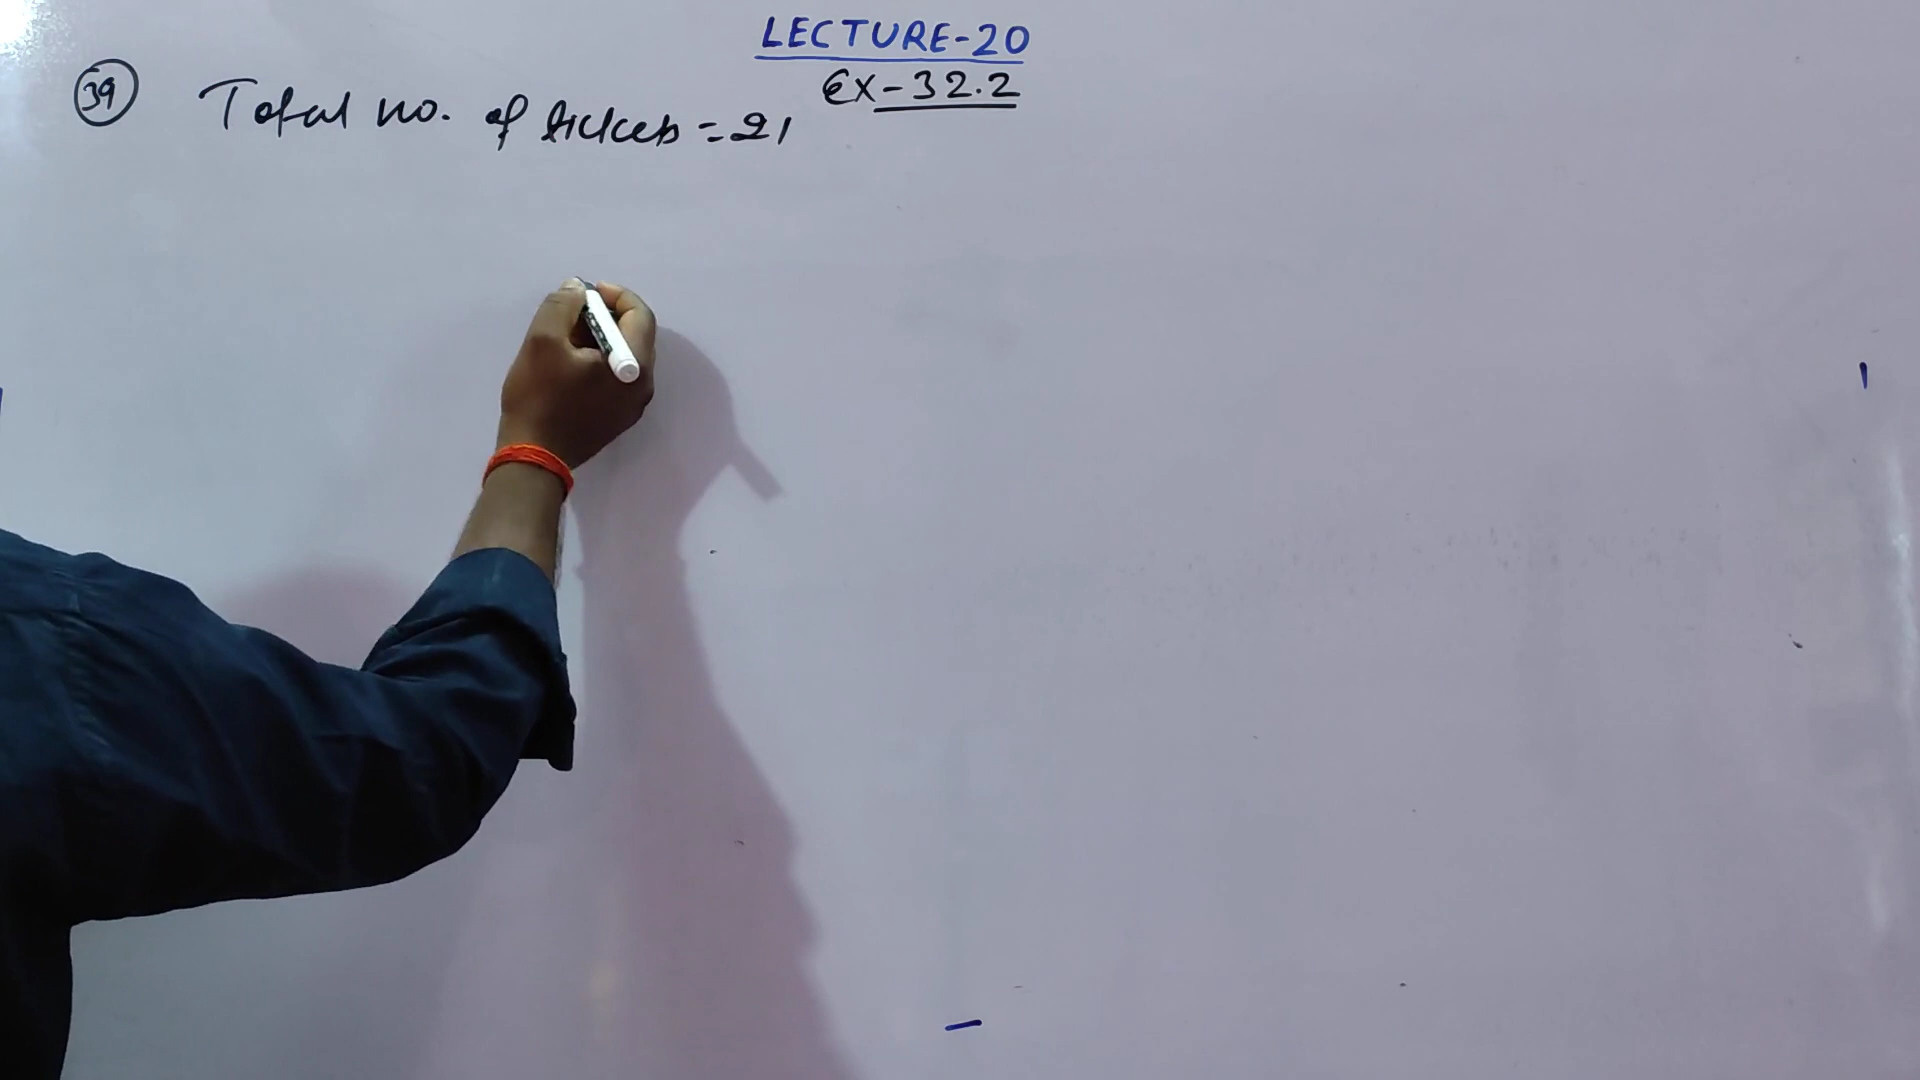 LECTURE-20
Ex-32.2
39 Total no. of tickets = 21